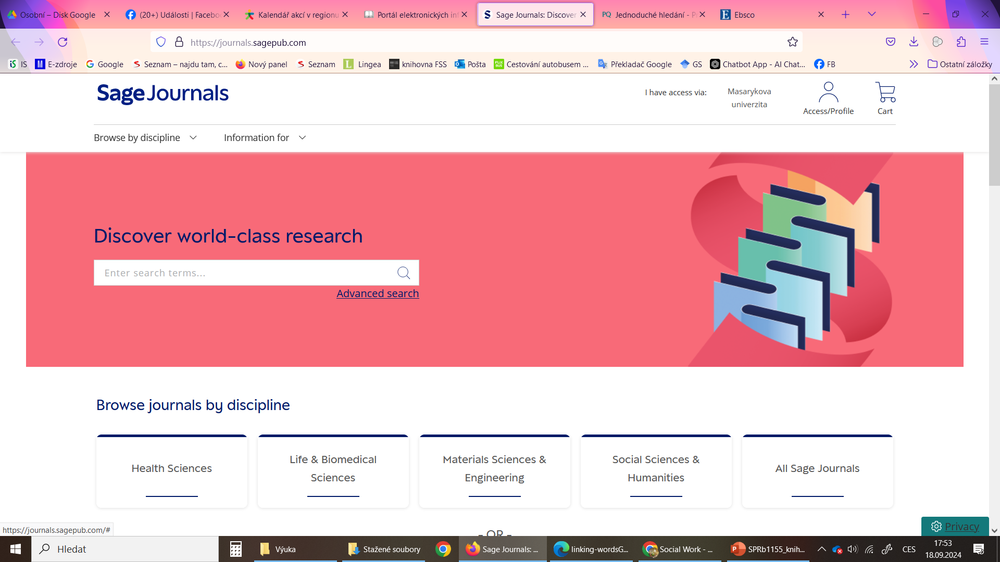 Osobní – Disk Google
(20+) Události | Facebo
Kalendář akcí v regionu
Portál elektronických inf
Sage Journals: Discover
PQ Jednoduché hledání - P
Ebsco
https://journals.sagepub.com
IS
E-zdroje
Google
Seznam – najdu tam, c...
Nový panel
Seznam
Lingea
knihovna FSS
Pošta
Cestování autobusem ...
Překladač Google
GS
Chatbot App - AI Chat...
FB
Ostatní záložky
Sage Journals
I have access via:
Masarykova
univerzita
Access/Profile
Cart
Browse by discipline
Information for
Discover world-class research
Enter search terms...
Advanced search
Browse journals by discipline
Health Sciences
Life & Biomedical
Sciences
Materials Sciences &
Engineering
Social Sciences &
Humanities
All Sage Journals
- OR -
https://journals.sagepub.com/#
Privacy
Hledat
Výuka
Stažené soubory
Sage Journals: ...
linking-wordsG...
Social Work - ...
SPRb1155_knih...
CES
17:53
18.09.2024